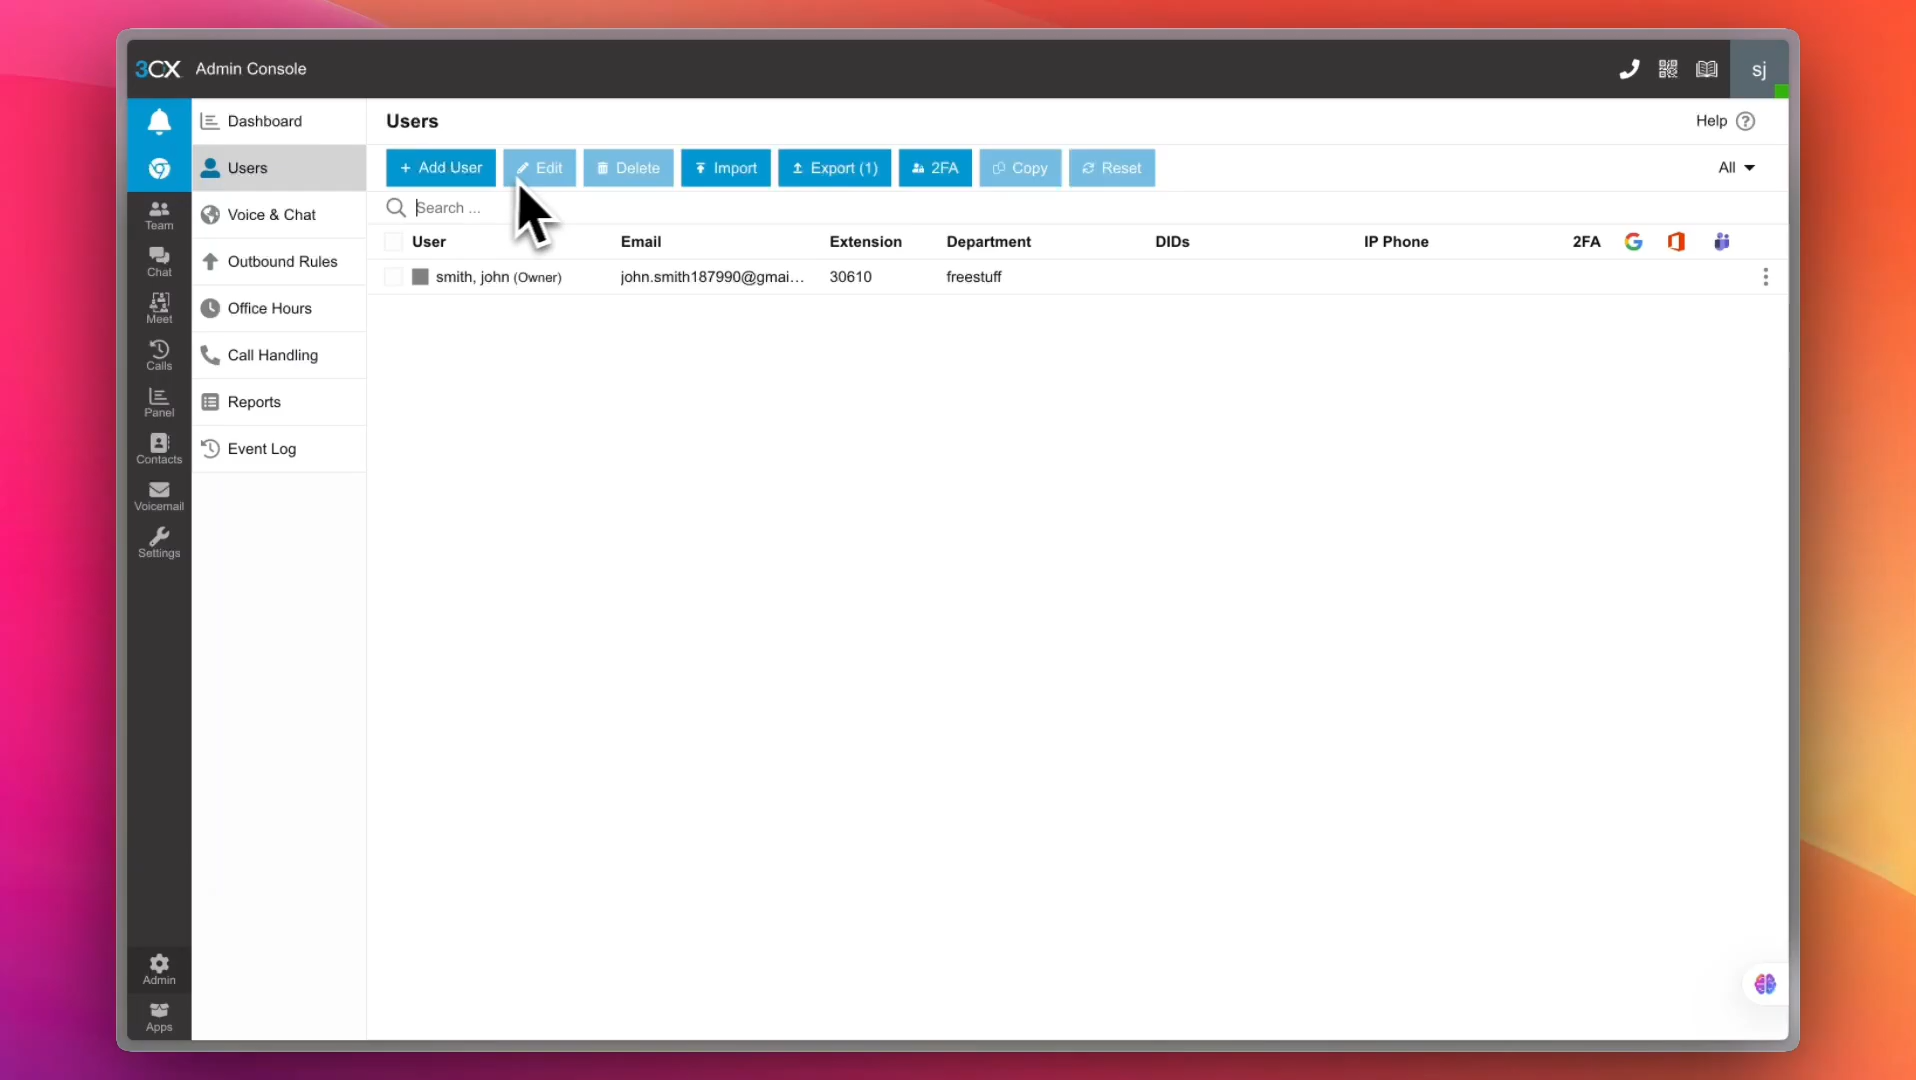 3CX Admin Console
sj
Dashboard
Users
Voice & Chat
Outbound Rules
Office Hours
Call Handling
Reports
Event Log
Team
Chat
Meet
Calls
Panel
Contacts
Voicemail
Settings
Admin
Apps
Users
Help ?
+ Add User
Edit
Delete
Import
Export (1)
2FA
Copy
Reset
All
Search ...
User Email Extension Department DIDs IP Phone 2FA
smith, john (Owner) john.smith187990@gmai... 30610 freestuff